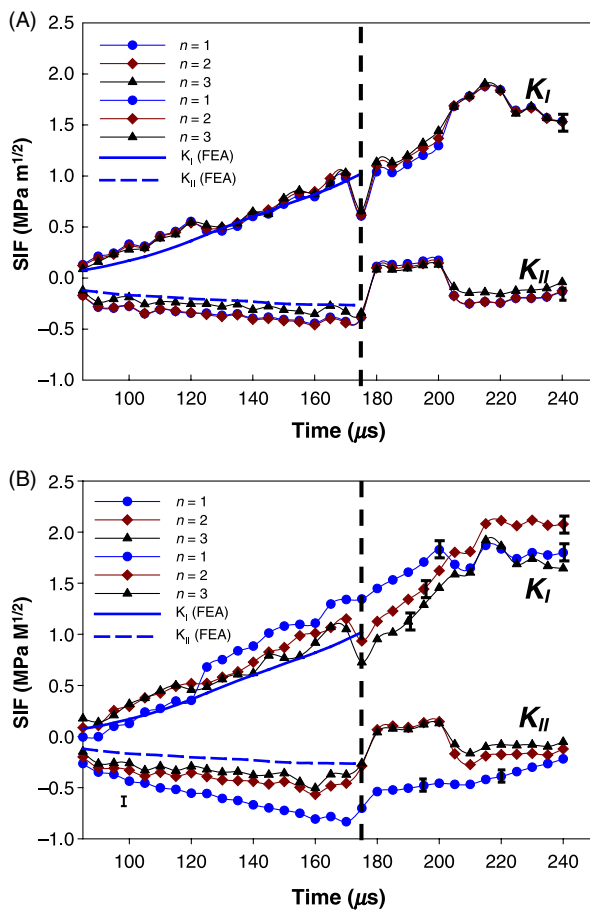 (A)
2.5
2.0
1.5
1.0
0.5
0.0
−0.5
−1.0
SIF (MPa m1/2)
n = 1
n = 2
n = 3
n = 1
n = 2
n = 3
KI (FEA)
KII (FEA)
KI
KII
100 120 140 160 180 200 220 240
Time (μs)
(B)
2.5
2.0
1.5
1.0
0.5
0.0
−0.5
−1.0
SIF (MPa M1/2)
n = 1
n = 2
n = 3
n = 1
n = 2
n = 3
KI (FEA)
KII (FEA)
KI
KII
100 120 140 160 180 200 220 240
Time (μs)